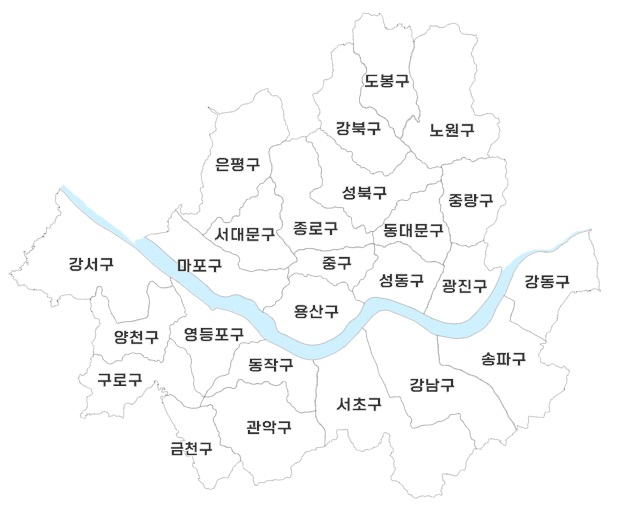 도봉구
강북구
노원구
은평구
성북구
중랑구
서대문구
종로구
동대문구
강서구
마포구
중구
성동구
광진구
강동구
용산구
양천구
영등포구
동작구
송파구
구로구
강남구
서초구
관악구
금천구